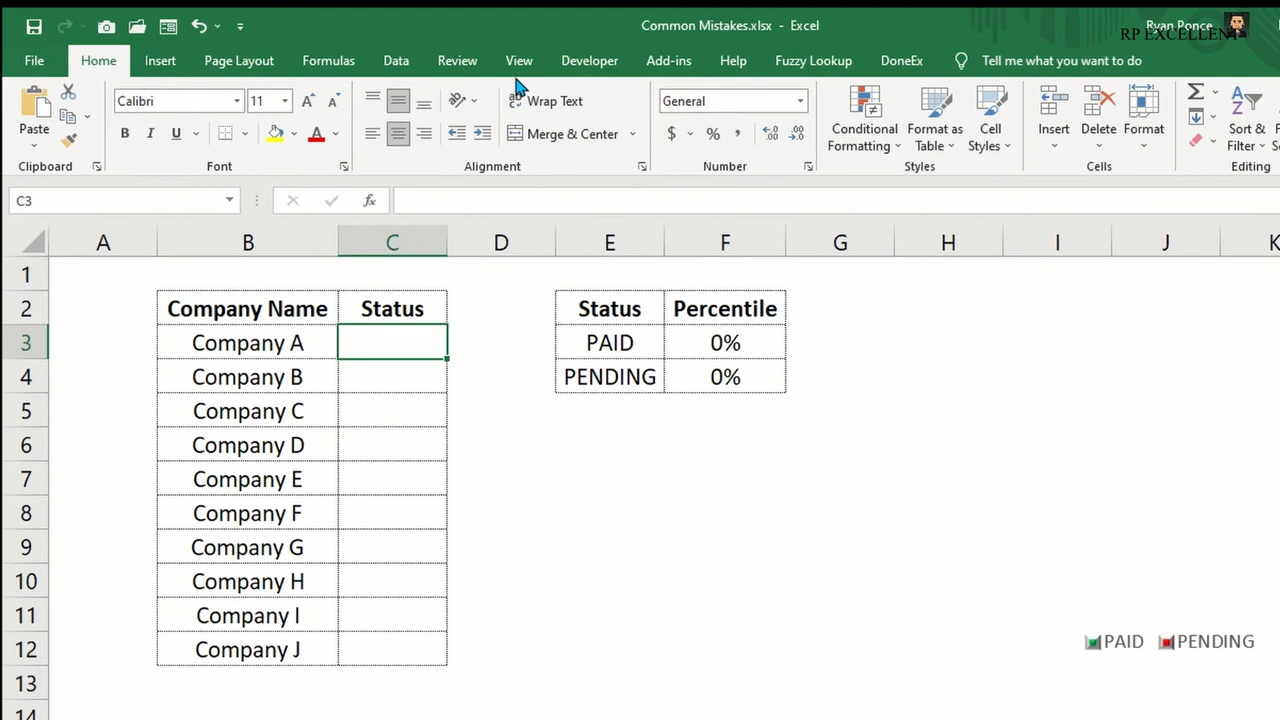 Common Mistakes.xlsx - Excel
Ryan Ponce
RP EXCELLENT
File Home Insert Page Layout Formulas Data Review View Developer Add-ins Help Fuzzy Lookup DoneEx Tell me what you want to do
Paste
Clipboard
Calibri 11
B I U
Font
Wrap Text
Merge & Center
Alignment
General
$ % ,
Number
Conditional Formatting
Format as Table
Cell Styles
Styles
Insert
Delete
Format
Cells
Sort &
Filter
Editing
C3
fx
A B C D E F G H I J K
1
2 Company Name Status Status Percentile
3 Company A PAID 0%
4 Company B PENDING 0%
5 Company C
6 Company D
7 Company E
8 Company F
9 Company G
10 Company H
11 Company I
12 Company J
PAID PENDING
13
14